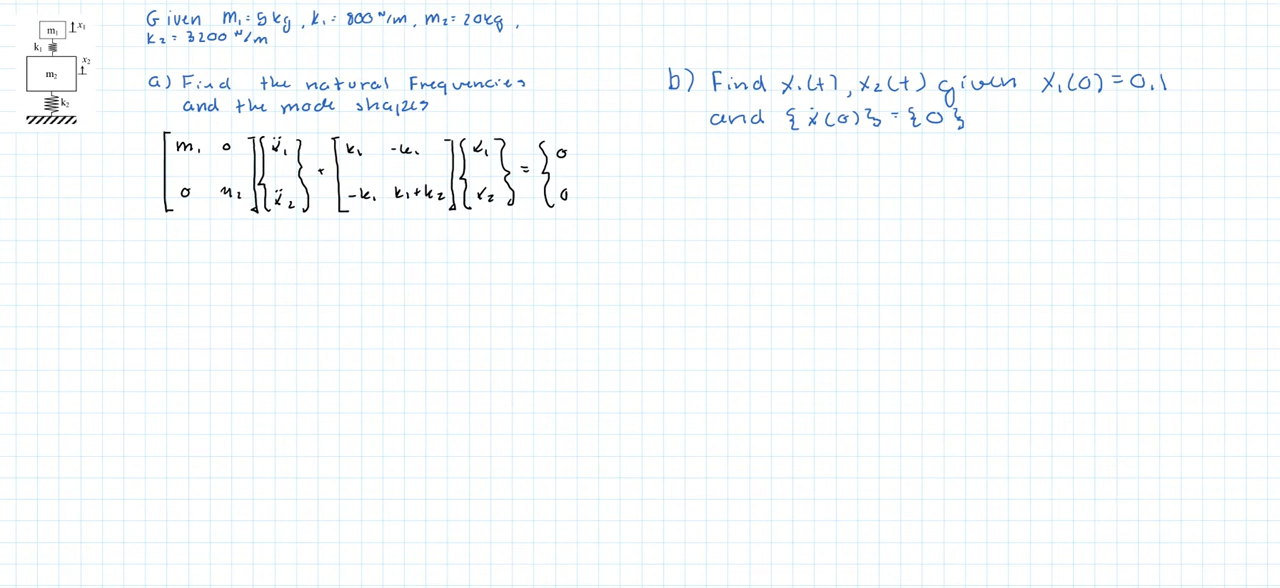 Given m₁ = 5 kg, k₁ = 800 N/m, m₂ = 20 kg,
k₂ = 3200 N/m
m₁ x₁
k₁
x₂
m₂
k₂
a) Find the natural frequencies
and the mode shapes
[m₁ 0] {ẍ₁} + [k₁ -k₁] {x₁} = {0
[0 m₂] {ẍ₂} [-k₁ k₁+k₂] {x₂} {0
b) Find x₁(t), x₂(t) given x₁(0) = 0.1
and {ẋ(0)} = {0}